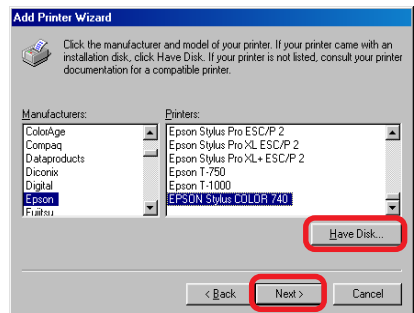 Add Printer Wizard
Click the manufacturer and model of your printer. If your printer came with an
installation disk, click Have Disk. If your printer is not listed, consult your printer
documentation for a compatible printer.
Manufacturers:
ColorAge
Compaq
Dataproducts
Diconix
Digital
Epson
Fujitsu
Printers:
Epson Stylus Pro ESC/P 2
Epson Stylus Pro XL ESC/P 2
Epson Stylus Pro XL+ ESC/P 2
Epson T-750
Epson T-1000
EPSON Stylus COLOR 740
Have Disk...
< Back
Next >
Cancel